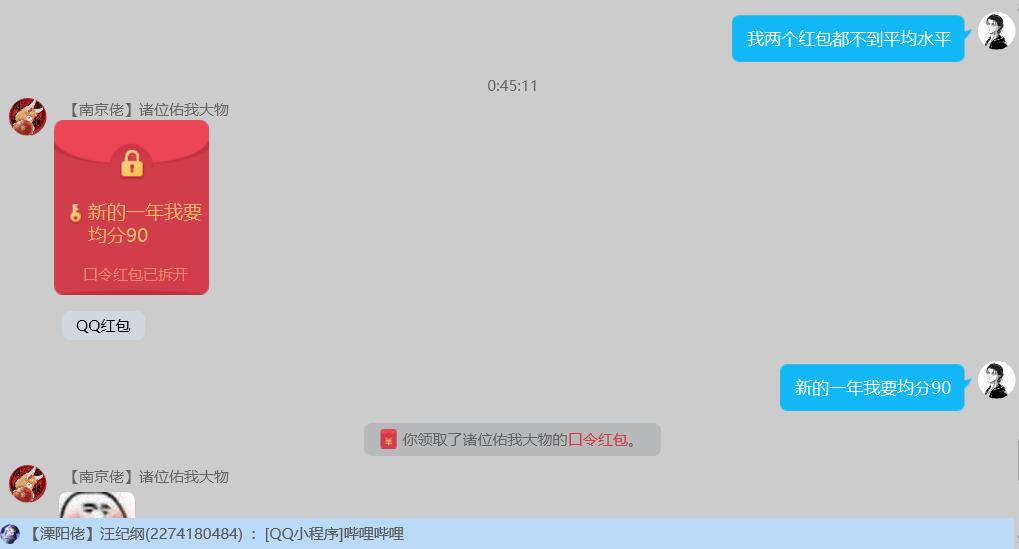 我两个红包都不到平均水平
0:45:11
【南京佬】诸位佑我大物
新的一年我要
均分90
口令红包已拆开
QQ红包
新的一年我要均分90
你领取了诸位佑我大物的口令红包。
【南京佬】诸位佑我大物
【溧阳佬】汪纪纲(2274180484) ：[QQ小程序]哔哩哔哩